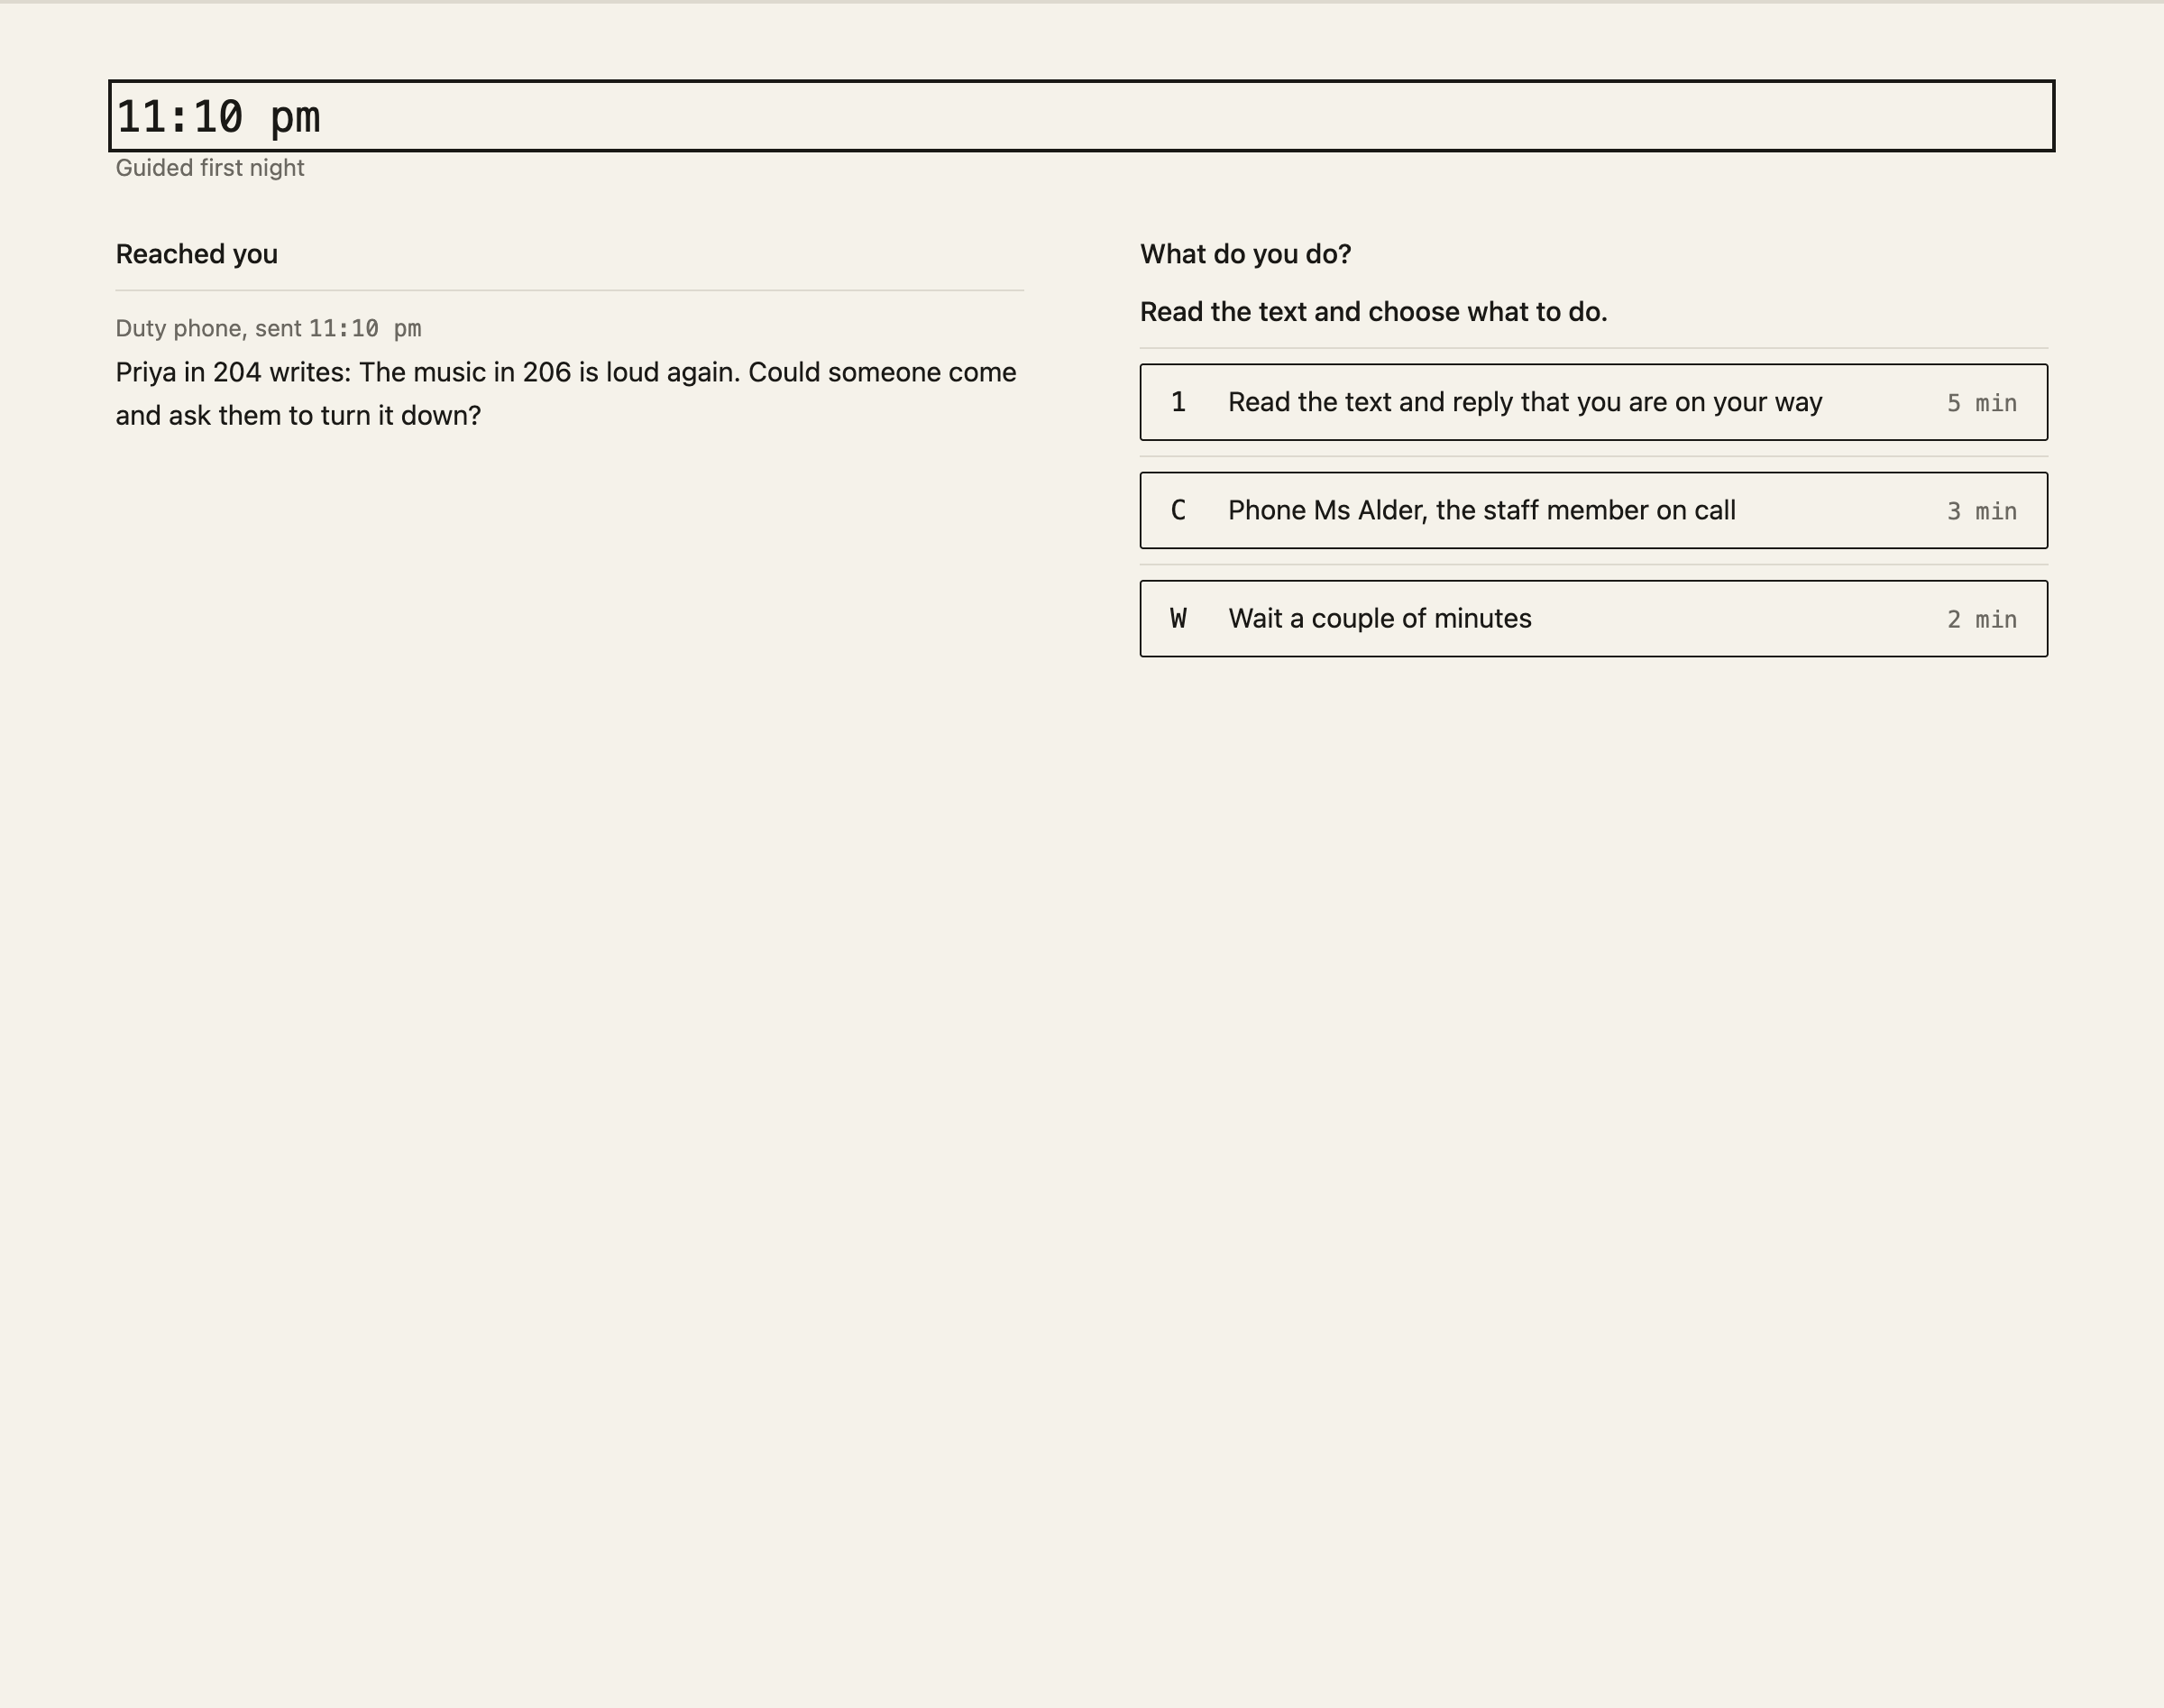 11:10 pm
Guided first night
Reached you
Duty phone, sent 11:10 pm
Priya in 204 writes: The music in 206 is loud again. Could someone come
and ask them to turn it down?
What do you do?
Read the text and choose what to do.
1 Read the text and reply that you are on your way 5 min
C Phone Ms Alder, the staff member on call 3 min
W Wait a couple of minutes 2 min